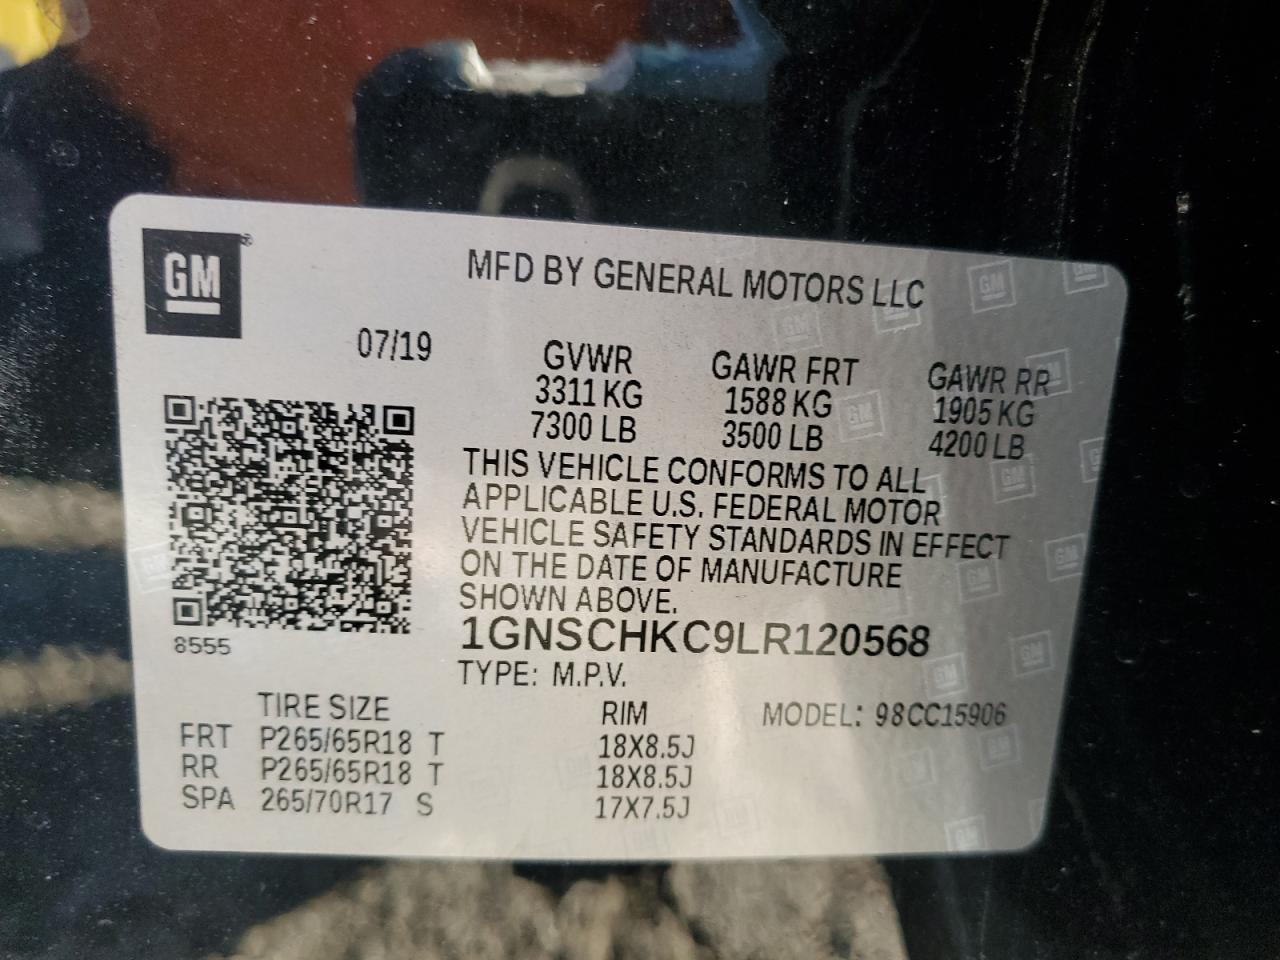 GM®
MFD BY GENERAL MOTORS LLC
07/19
GVWR GAWR FRT GAWR RR
3311 KG 1588 KG 1905 KG
7300 LB 3500 LB 4200 LB
THIS VEHICLE CONFORMS TO ALL
APPLICABLE U.S. FEDERAL MOTOR
VEHICLE SAFETY STANDARDS IN EFFECT
ON THE DATE OF MANUFACTURE
SHOWN ABOVE.
8555
1GNSCHKC9LR120568
TYPE: M.P.V.
TIRE SIZE RIM MODEL: 98CC15906
FRT P265/65R18 T 18X8.5J
RR P265/65R18 T 18X8.5J
SPA 265/70R17 S 17X7.5J